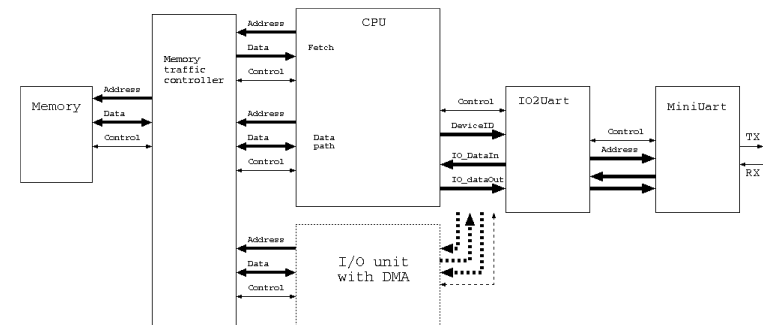 CPU
Address
Memory
traffic
controller
Data
Fetch
Control
Address
Memory
Data
Control
Address
Data
Data
path
Control
Control
IO2Uart
DeviceID
IO_DataIn
IO_dataOut
Control
Address
MiniUart
TX
RX
Address
Data
Control
I/O unit
with DMA